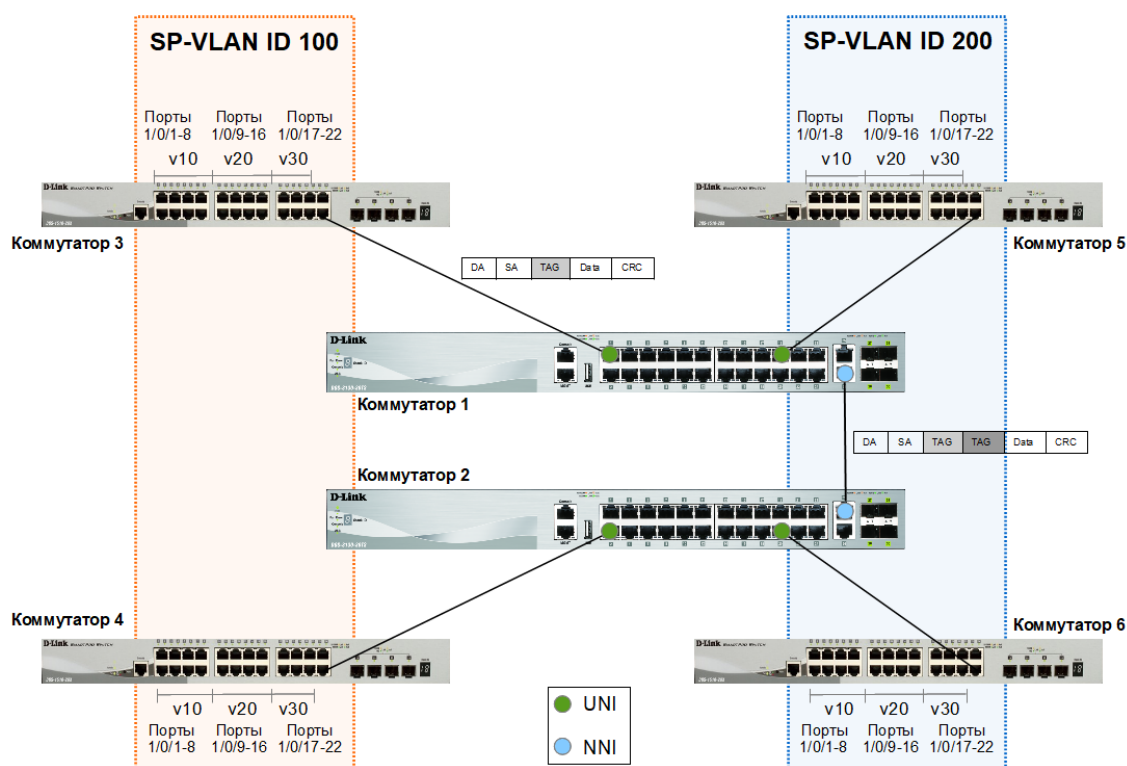 SP-VLAN ID 100
SP-VLAN ID 200
Порты Порты Порты
1/0/1-8 1/0/9-16 1/0/17-22
v10 v20 v30
Порты Порты Порты
1/0/1-8 1/0/9-16 1/0/17-22
v10 v20 v30
D-Link
D-Link
Коммутатор 3
Коммутатор 5
DA SA TAG Data CRC
D-Link
Коммутатор 1
DA SA TAG TAG Data CRC
Коммутатор 2
D-Link
Коммутатор 4
Коммутатор 6
D-Link
D-Link
v10 v20 v30
Порты Порты Порты
1/0/1-8 1/0/9-16 1/0/17-22
v10 v20 v30
Порты Порты Порты
1/0/1-8 1/0/9-16 1/0/17-22
UNI
NNI